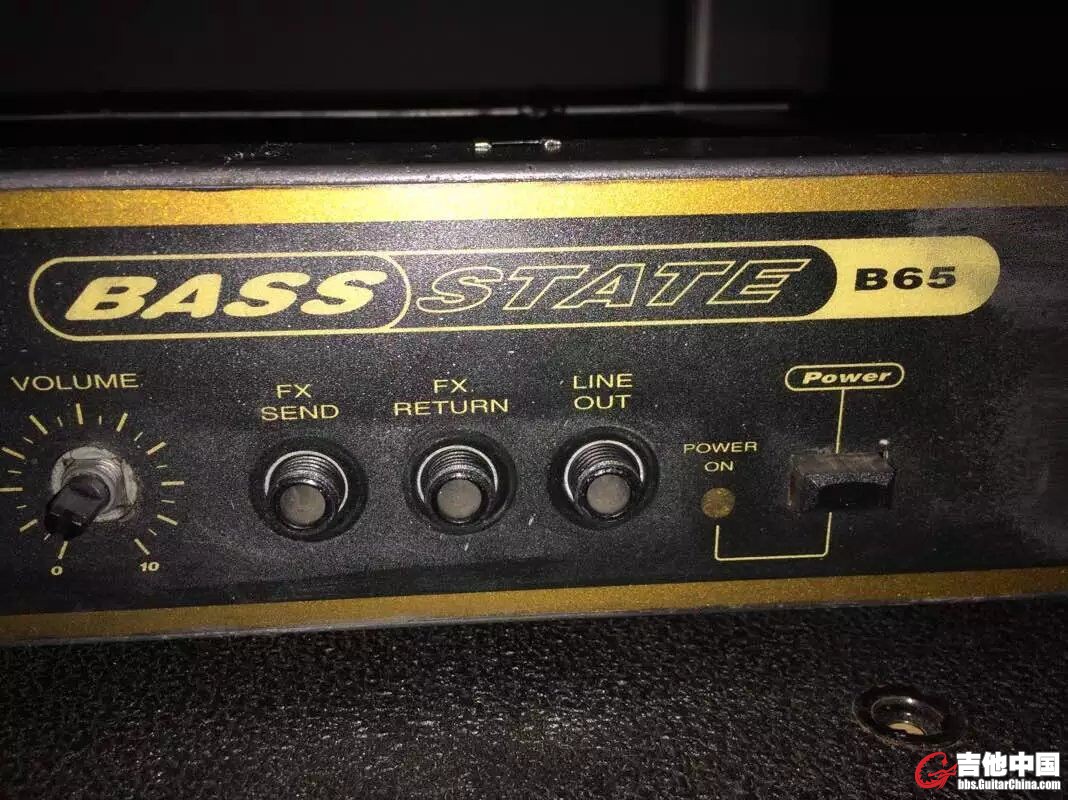 BASS STATE B65
VOLUME
FX
SEND
FX
RETURN
LINE
OUT
Power
POWER
ON
0
10
吉他中国
bbs.GuitarChina.com